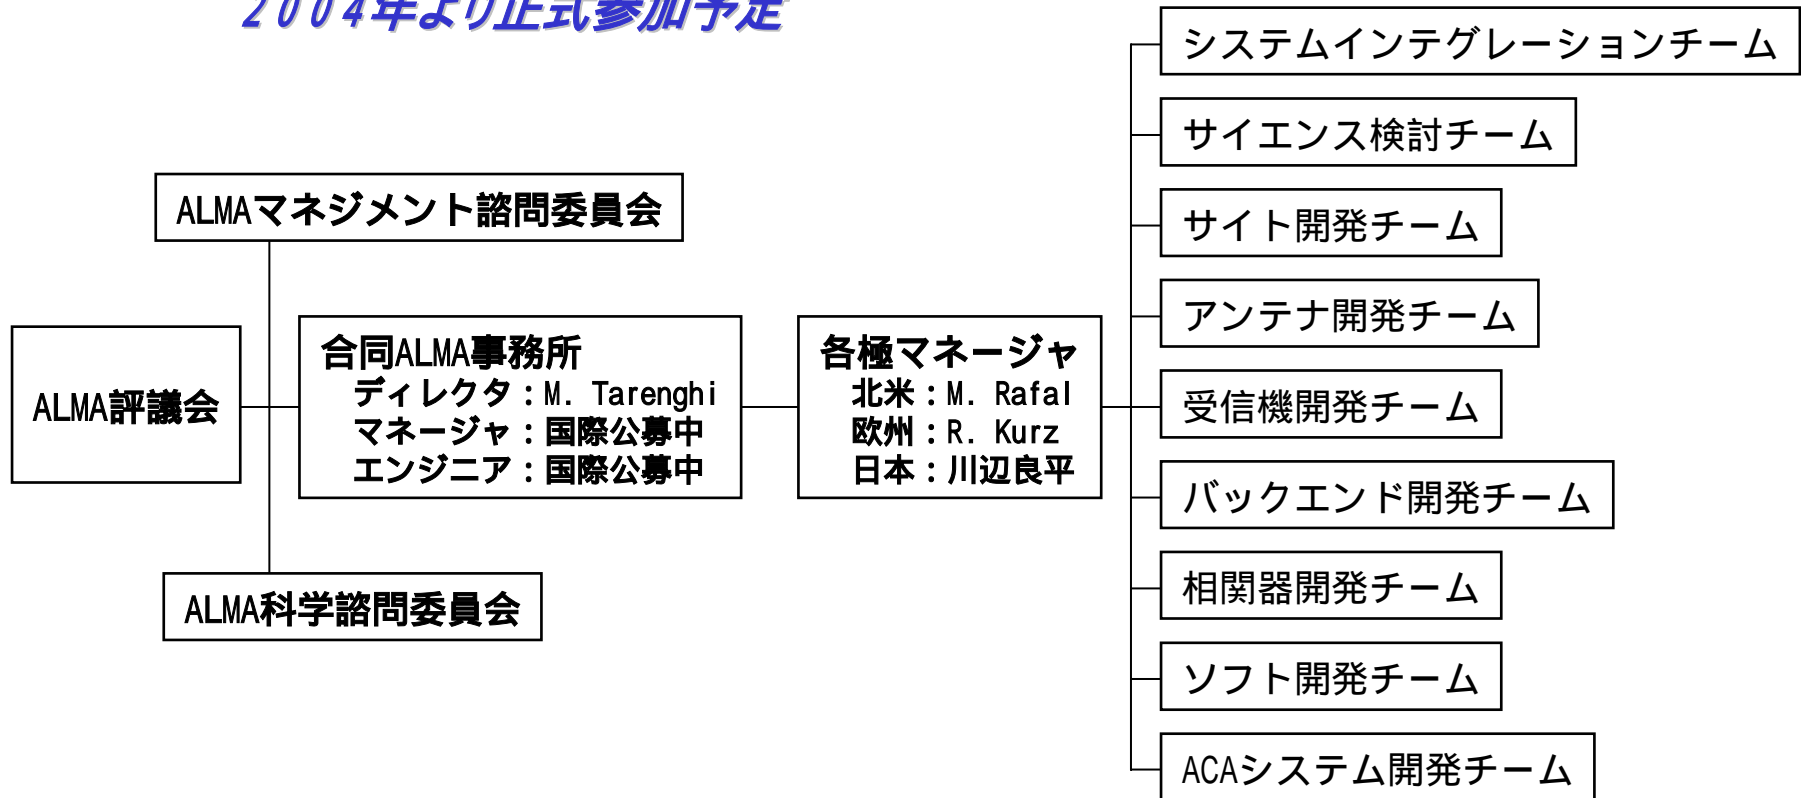 ２００４年より正式参加予定
ALMAマネジメント諮問委員会
ALMA評議会
合同ALMA事務所
ディレクタ：M. Tarenghi
マネージャ：国際公募中
エンジニア：国際公募中
ALMA科学諮問委員会
各極マネージャ
北米：M. Rafal
欧州：R. Kurz
日本：川辺良平
システムインテグレーションチーム
サイエンス検討チーム
サイト開発チーム
アンテナ開発チーム
受信機開発チーム
バックエンド開発チーム
相関器開発チーム
ソフト開発チーム
ACAシステム開発チーム